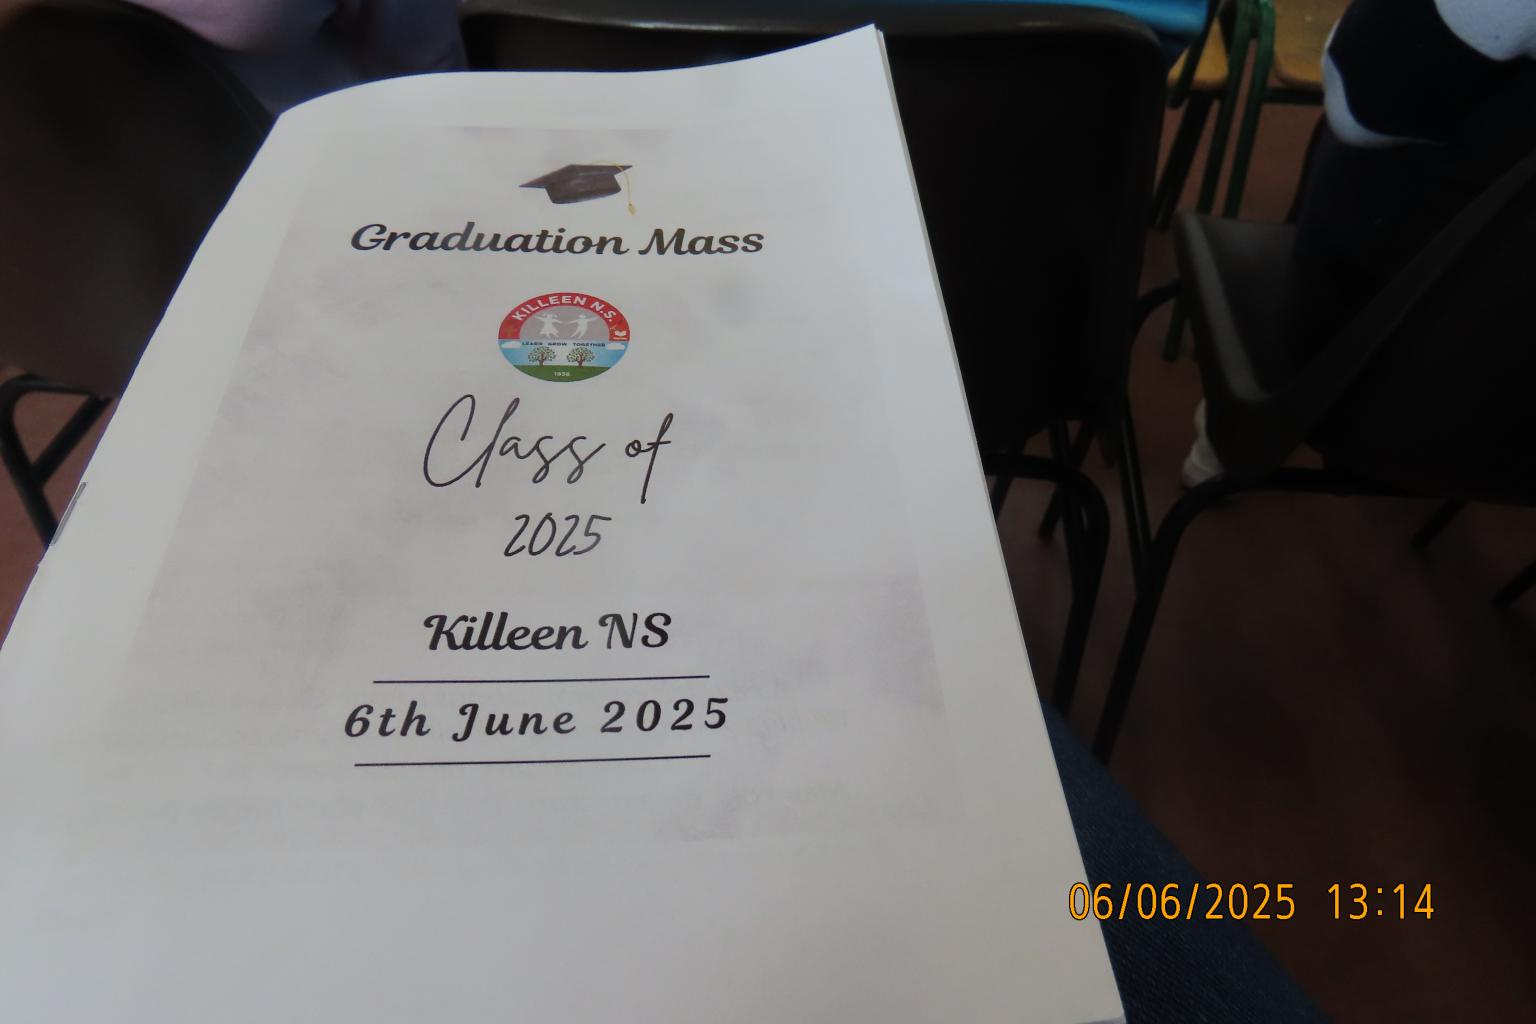 Graduation Mass
KILLEEN N.S.
LEARN GROW TOGETHER
Class of
2025
Killeen NS
6th June 2025
06/06/2025 13:14